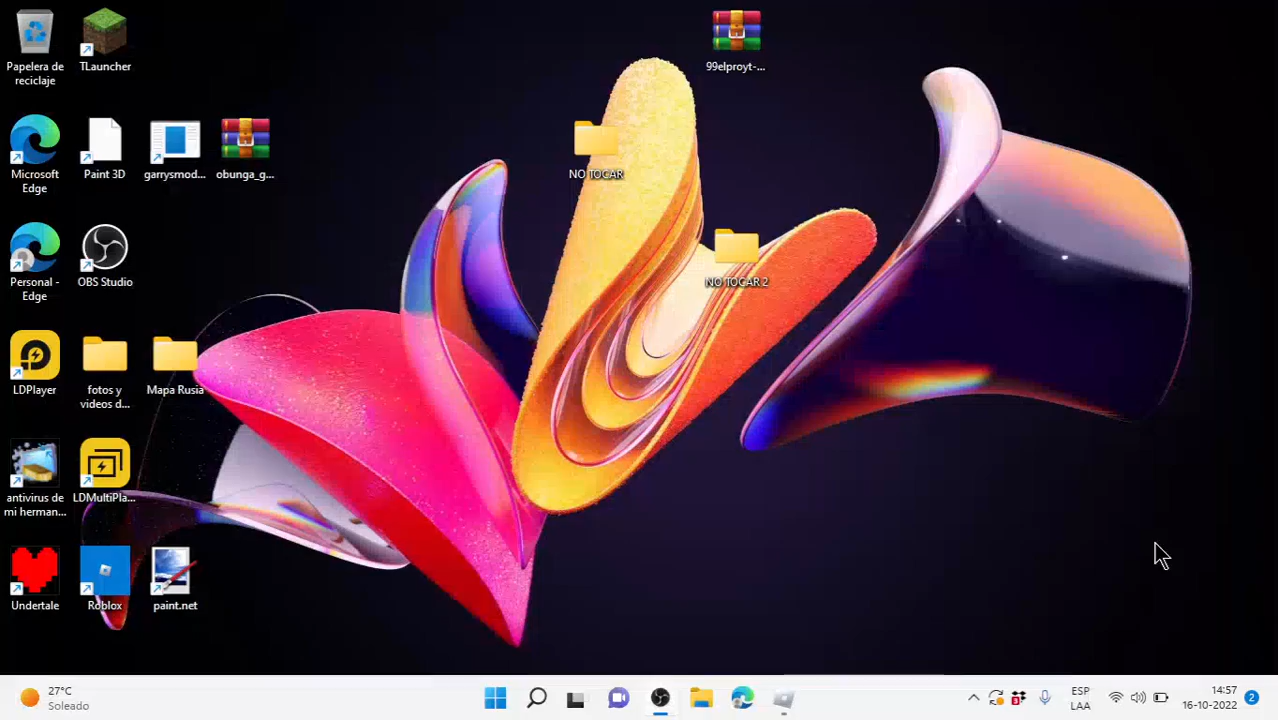 Papelera de
reciclaje
TLauncher
99elproyt-...
Microsoft
Edge
Paint 3D
garrysmod...
obunga_g...
NO TOCAR
Personal -
Edge
OBS Studio
NO TOCAR 2
LDPlayer
fotos y
videos d...
Mapa Rusia
antivirus de
mi herman...
LDMultiPla...
Undertale
Roblox
paint.net
27°C
Soleado
3
ESP
LAA
14:57
16-10-2022
2